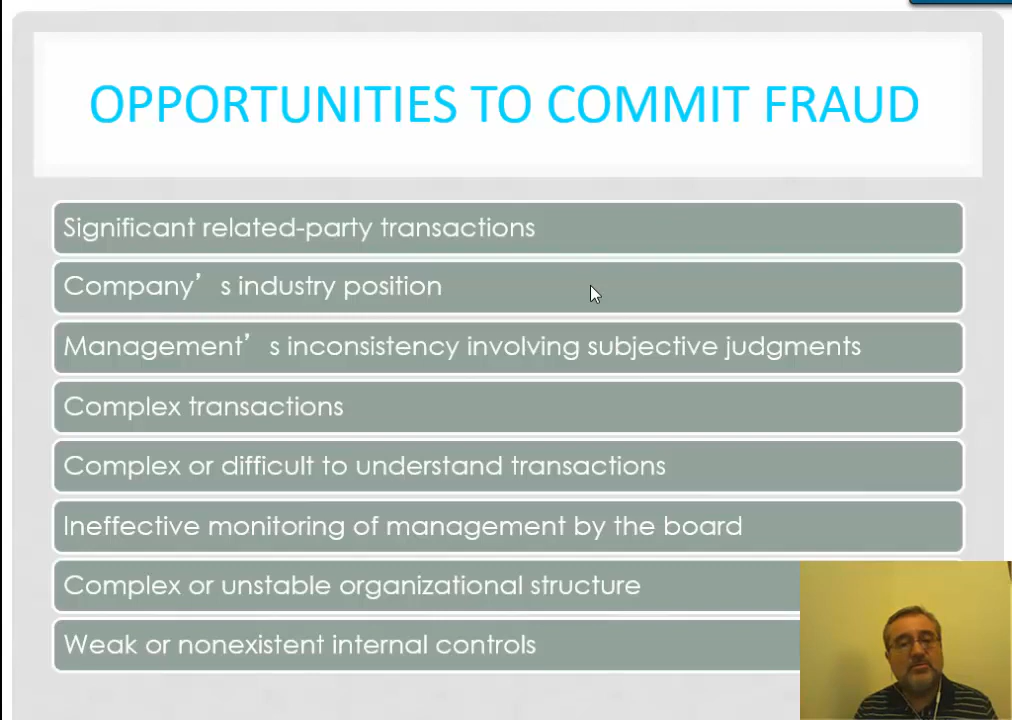 OPPORTUNITIES TO COMMIT FRAUD
Significant related-party transactions
Company’ s industry position
Management’ s inconsistency involving subjective judgments
Complex transactions
Complex or difficult to understand transactions
Ineffective monitoring of management by the board
Complex or unstable organizational structure
Weak or nonexistent internal controls